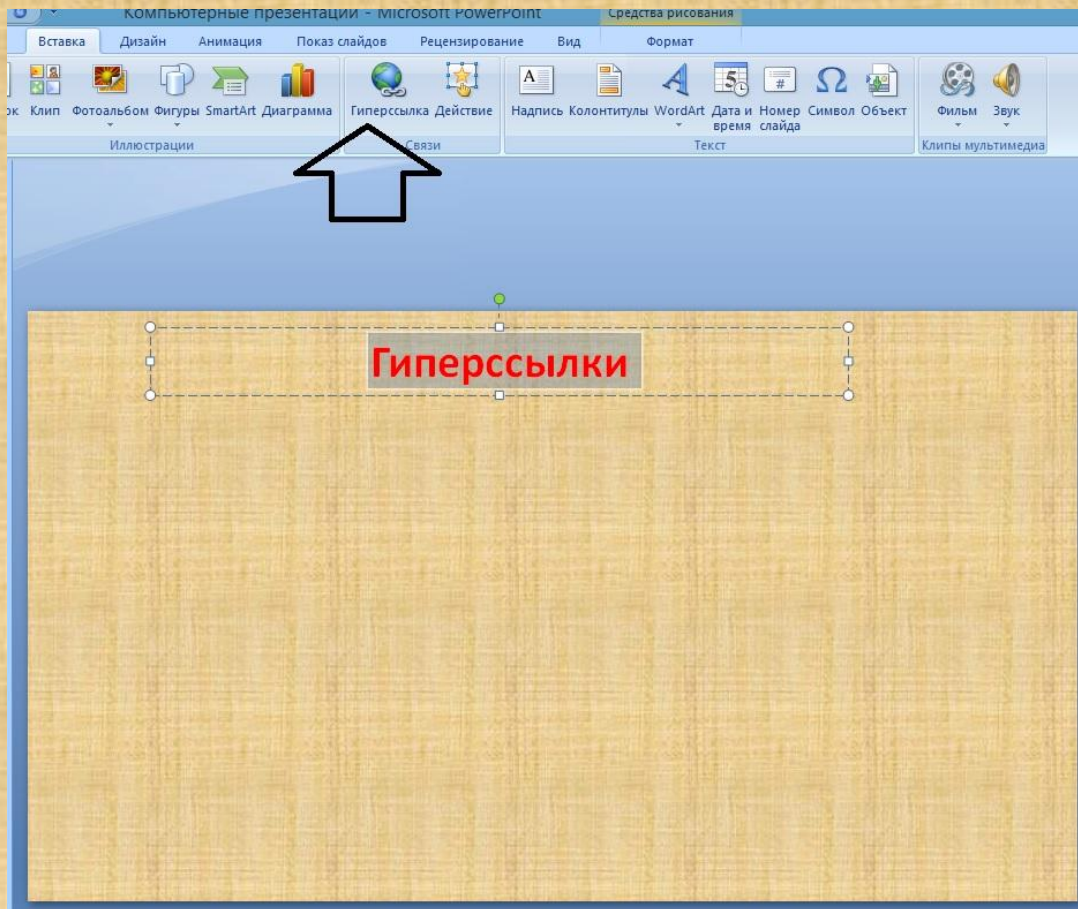 Компьютерные презентации - Microsoft PowerPoint
Средства рисования
Вставка Дизайн Анимация Показ слайдов Рецензирование Вид Формат
ок Клип Фотоальбом Фигуры SmartArt Диаграмма Гиперссылка Действие Надпись Колонтитулы WordArt Дата и время Номер слайда Символ Объект Фильм Звук
Иллюстрации Связи Текст Клипы мультимедиа
Гиперссылки